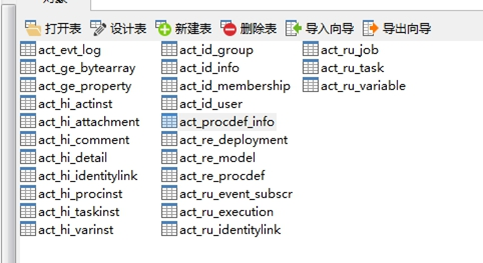 打开表 设计表 新建表 删除表 导入向导 导出向导
act_evt_log act_id_group act_ru_job
act_ge_bytearray act_id_info act_ru_task
act_ge_property act_id_membership act_ru_variable
act_hi_actinst act_id_user
act_hi_attachment act_procdef_info
act_hi_comment act_re_deployment
act_hi_detail act_re_model
act_hi_identitylink act_re_procdef
act_hi_procinst act_ru_event_subscr
act_hi_taskinst act_ru_execution
act_hi_varinst act_ru_identitylink